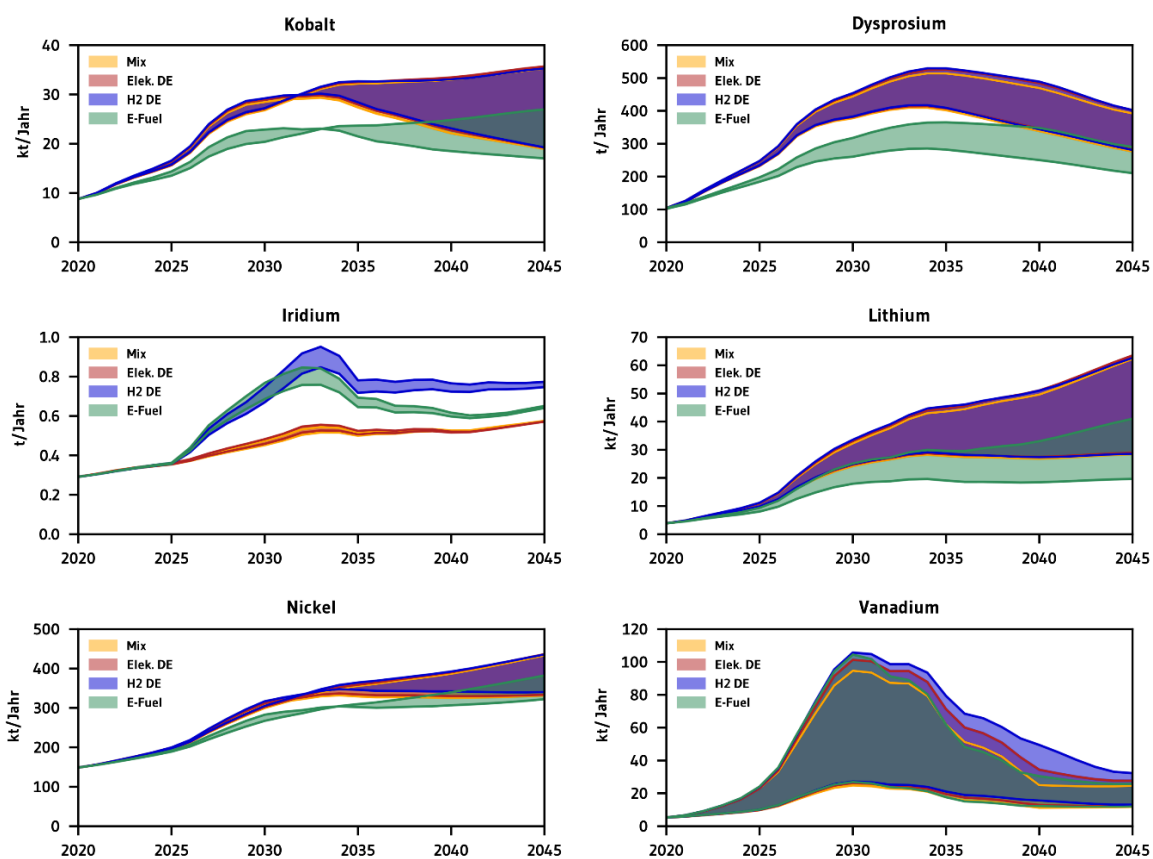 Kobalt
kt/Jahr
40
30
20
10
0
Mix
Elek. DE
H2 DE
E-Fuel
2020 2025 2030 2035 2040 2045
Dysprosium
t/Jahr
600
500
400
300
200
100
0
Mix
Elek. DE
H2 DE
E-Fuel
2020 2025 2030 2035 2040 2045
Iridium
t/Jahr
1.0
0.8
0.6
0.4
0.2
0.0
Mix
Elek. DE
H2 DE
E-Fuel
2020 2025 2030 2035 2040 2045
Lithium
kt/Jahr
70
60
50
40
30
20
10
0
Mix
Elek. DE
H2 DE
E-Fuel
2020 2025 2030 2035 2040 2045
Nickel
kt/Jahr
500
400
300
200
100
0
Mix
Elek. DE
H2 DE
E-Fuel
2020 2025 2030 2035 2040 2045
Vanadium
kt/Jahr
120
100
80
60
40
20
0
Mix
Elek. DE
H2 DE
E-Fuel
2020 2025 2030 2035 2040 2045